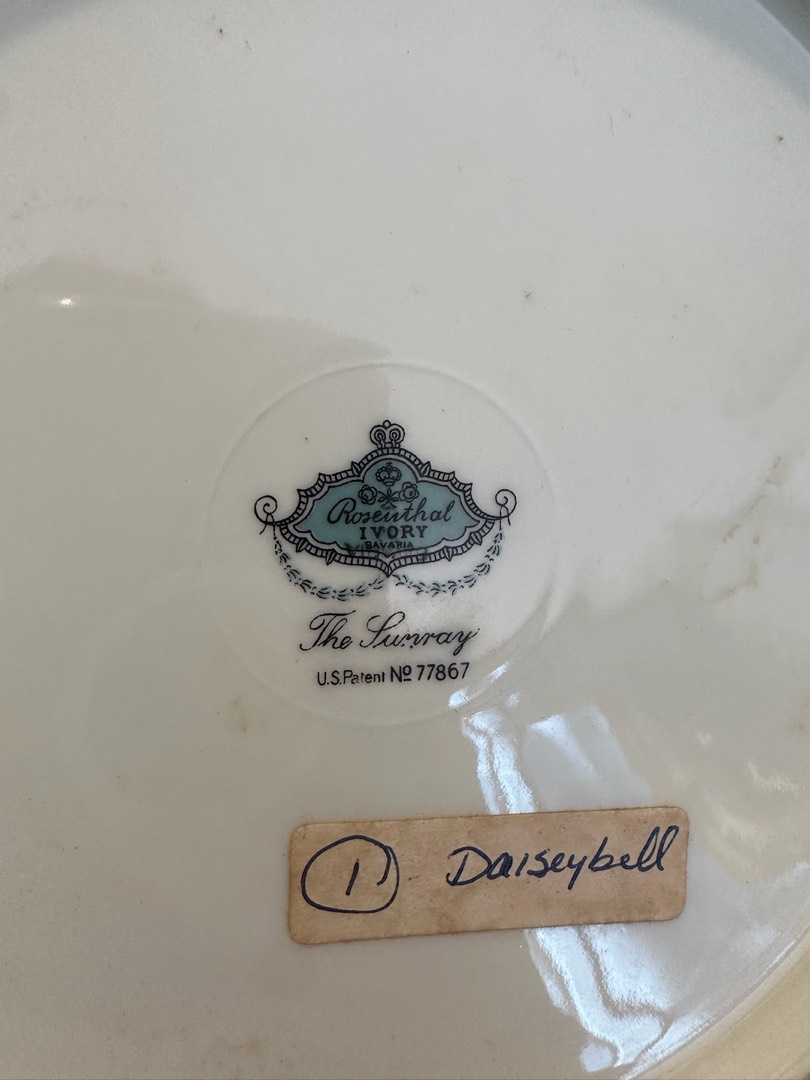 Rosenthal
IVORY
BAVARIA
The Sunray
U.S. Patent Nº 77867
1 Daiseybell